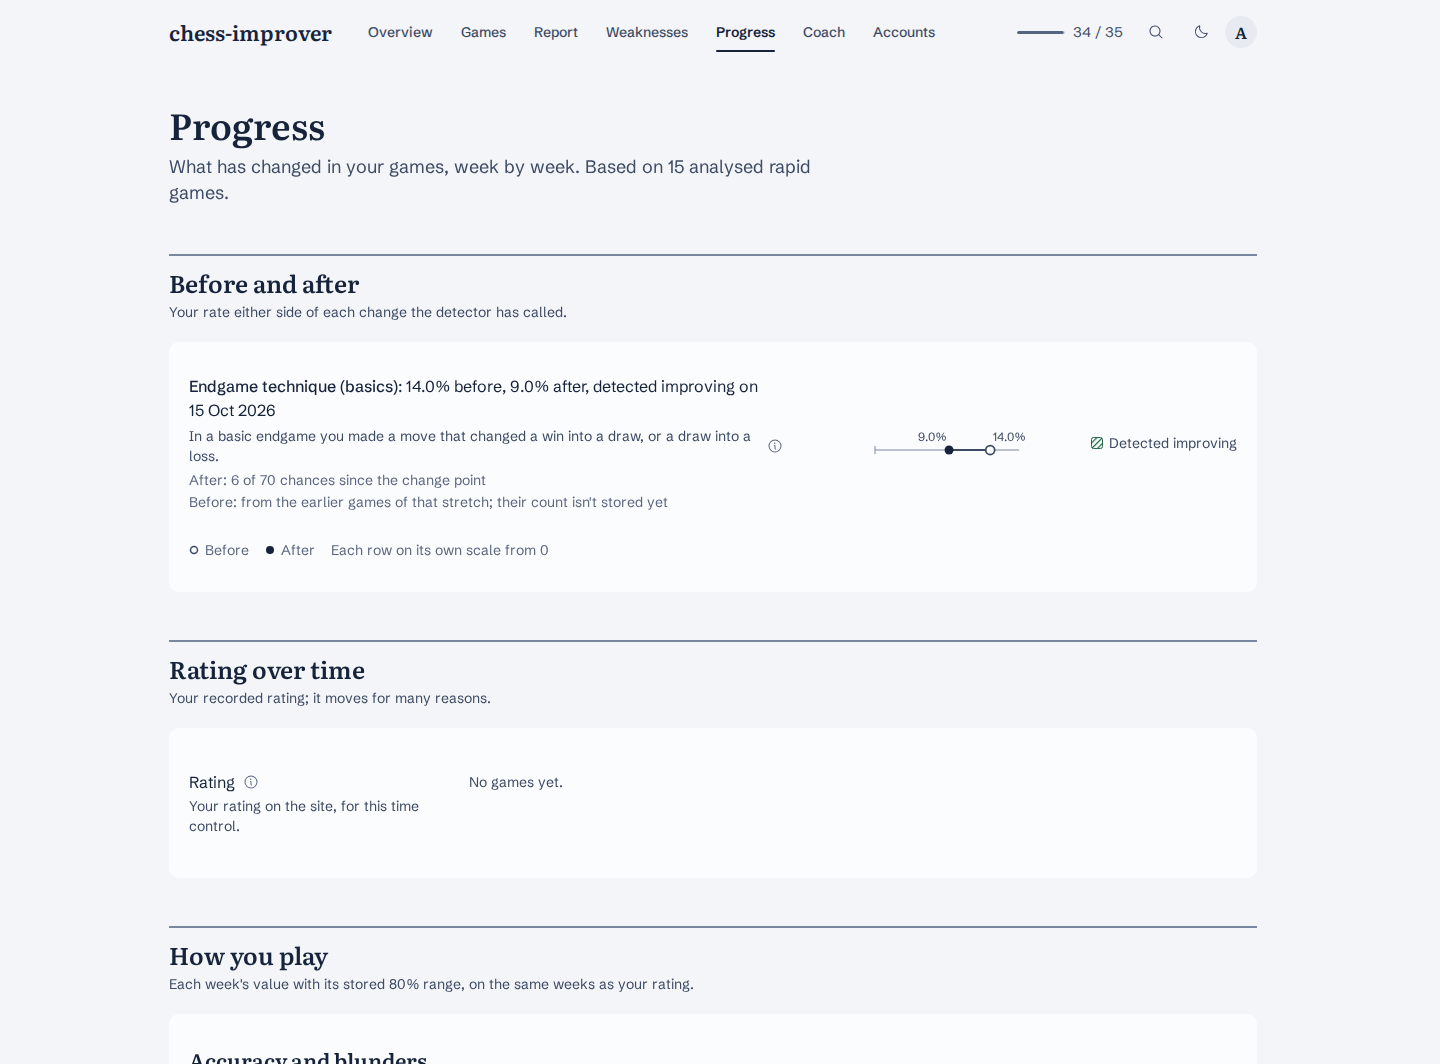 chess-improver Overview Games Report Weaknesses Progress Coach Accounts 34 / 35 A
Progress
What has changed in your games, week by week. Based on 15 analysed rapid
games.
Before and after
Your rate either side of each change the detector has called.
Endgame technique (basics): 14.0% before, 9.0% after, detected improving on
15 Oct 2026
In a basic endgame you made a move that changed a win into a draw, or a draw into a
loss.
After: 6 of 70 chances since the change point
Before: from the earlier games of that stretch; their count isn't stored yet
9.0% 14.0%
Detected improving
Before After Each row on its own scale from 0
Rating over time
Your recorded rating; it moves for many reasons.
Rating
Your rating on the site, for this time
control.
No games yet.
How you play
Each week's value with its stored 80% range, on the same weeks as your rating.
Accuracy and blunders